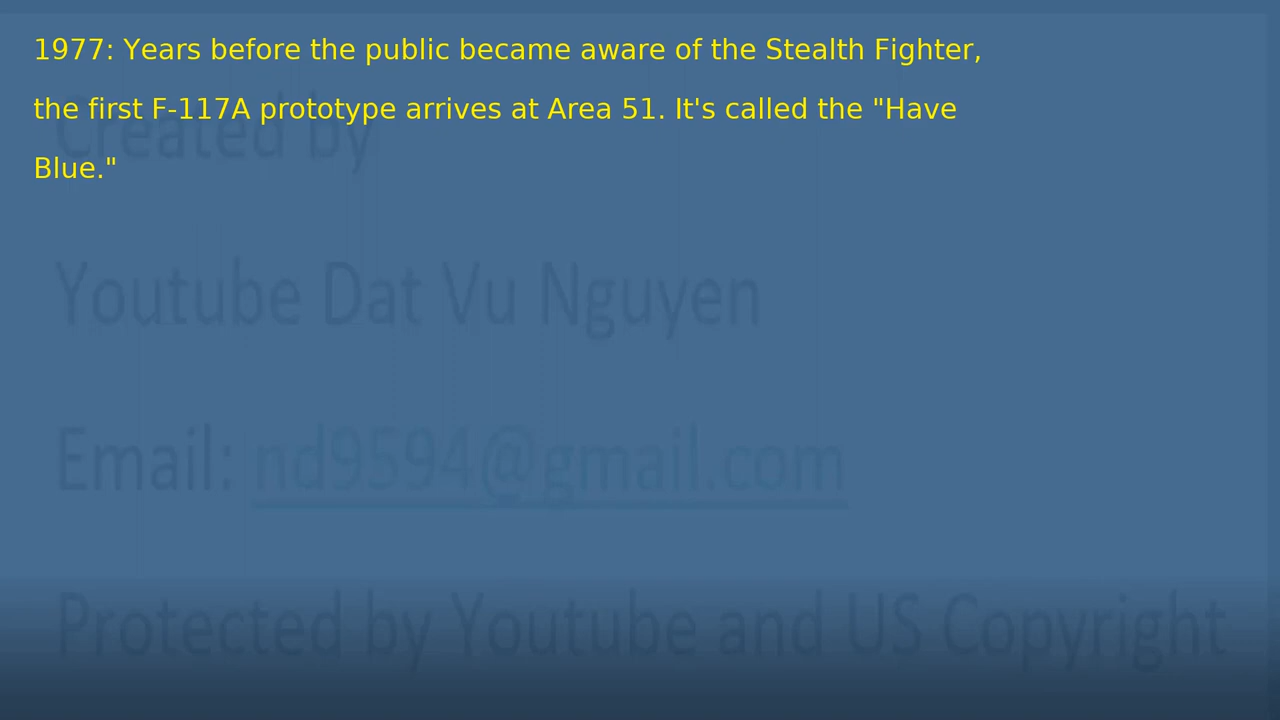 1977: Years before the public became aware of the Stealth Fighter,
the first F-117A prototype arrives at Area 51. It's called the "Have
Blue."
Created by
Youtube Dat Vu Nguyen
Email: nd9594@gmail.com
Protected by Youtube and US Copyright